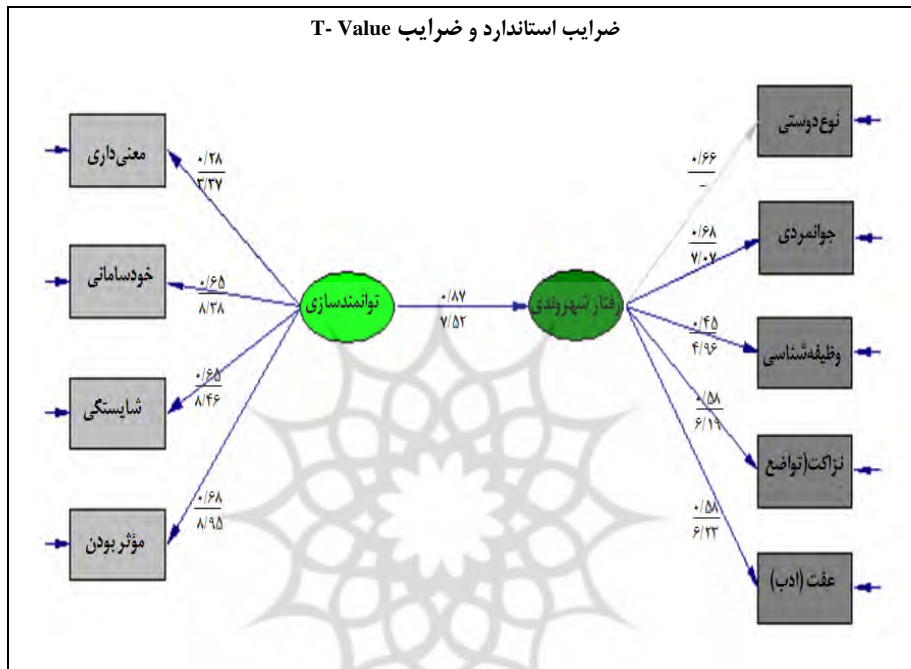 ضرایب استاندارد و ضرایب T- Value
نوع‌دوستی
۰/۶۶
-
معنی‌داری
۰/۲۸
۳/۳۷
جوانمردی
۰/۶۸
۷/۰۷
خودسامانی
۰/۶۵
۸/۳۸
توانمندسازی
۰/۸۷
۷/۵۲
رفتار شهروندی
وظیفه‌شناسی
۰/۴۵
۴/۹۶
شایستگی
۰/۶۵
۸/۴۶
نزاکت(تواضع
۰/۵۸
۶/۱۹
مؤثر بودن
۰/۶۸
۸/۹۵
عفت (ادب)
۰/۵۸
۶/۲۳